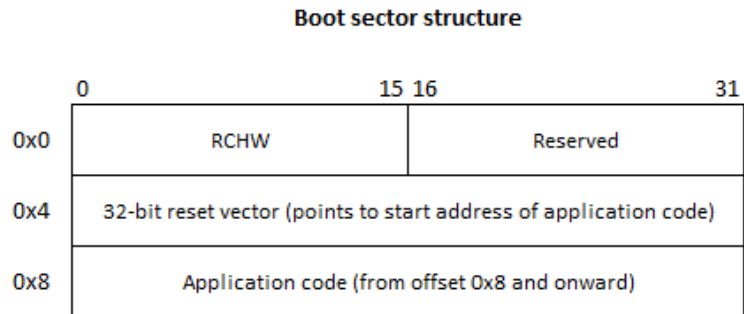 Boot sector structure
0 15 16 31
0x0 RCHW Reserved
0x4 32-bit reset vector (points to start address of application code)
0x8 Application code (from offset 0x8 and onward)